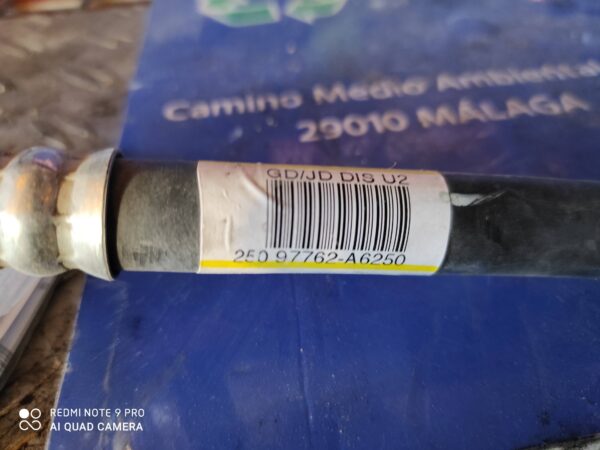 Camino Medio Ambiental
29010 MÁLAGA
GD/JD DIS U2
250 97762-A6250
REDMI NOTE 9 PRO
AI QUAD CAMERA